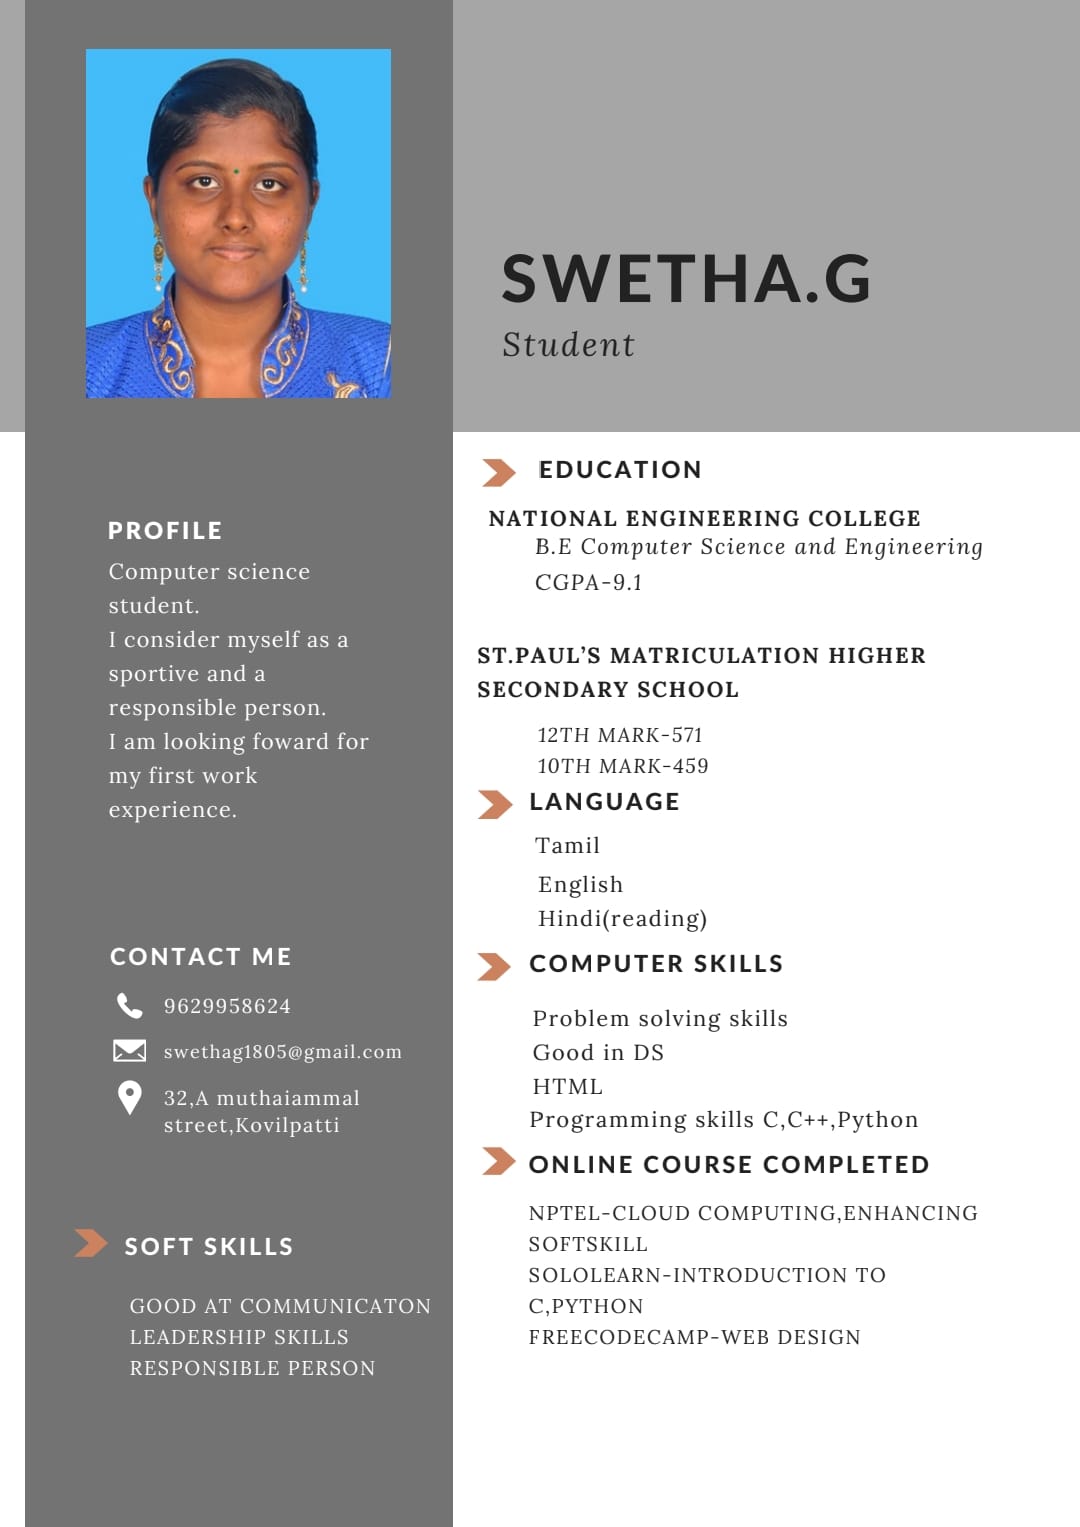 SWETHA.G
Student
PROFILE
Computer science
student.
I consider myself as a
sportive and a
responsible person.
I am looking foward for
my first work
experience.
CONTACT ME
9629958624
swethag1805@gmail.com
32,A muthaiammal
street,Kovilpatti
SOFT SKILLS
GOOD AT COMMUNICATON
LEADERSHIP SKILLS
RESPONSIBLE PERSON
EDUCATION
NATIONAL ENGINEERING COLLEGE
B.E Computer Science and Engineering
CGPA-9.1
ST.PAUL’S MATRICULATION HIGHER
SECONDARY SCHOOL
12TH MARK-571
10TH MARK-459
LANGUAGE
Tamil
English
Hindi(reading)
COMPUTER SKILLS
Problem solving skills
Good in DS
HTML
Programming skills C,C++,Python
ONLINE COURSE COMPLETED
NPTEL-CLOUD COMPUTING,ENHANCING
SOFTSKILL
SOLOLEARN-INTRODUCTION TO
C,PYTHON
FREECODECAMP-WEB DESIGN